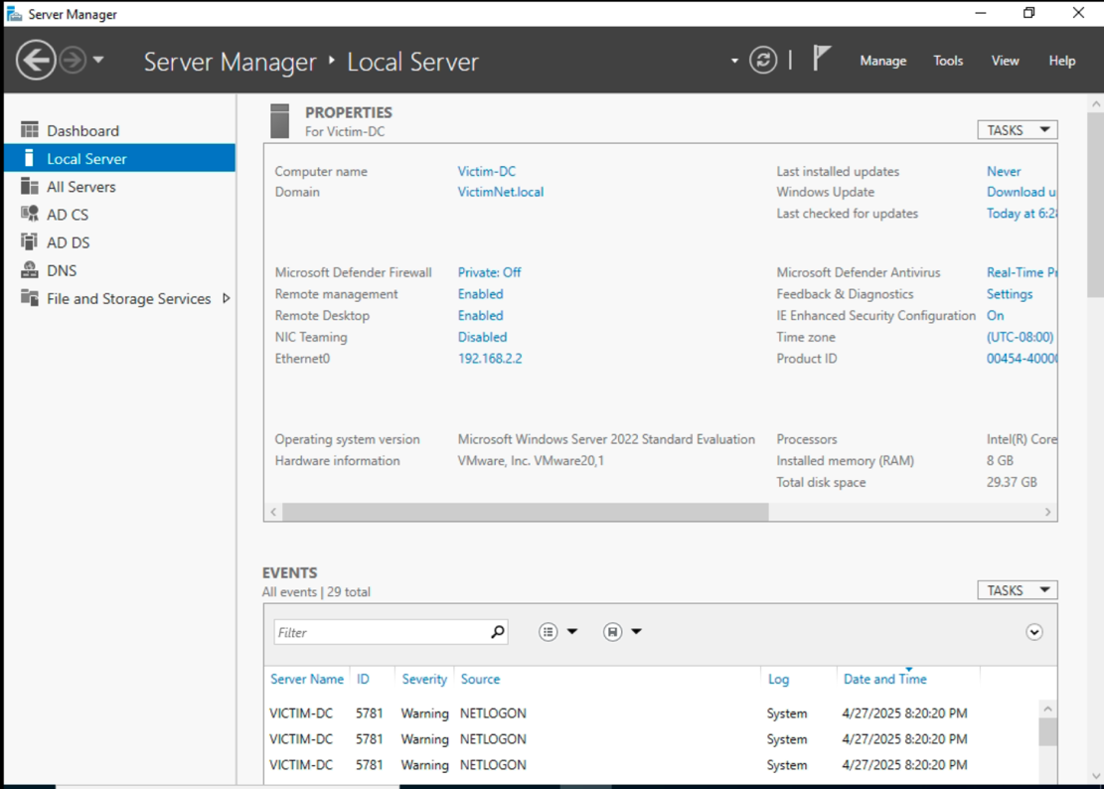 Server Manager
Server Manager ‣ Local Server
Manage Tools View Help
Dashboard
Local Server
All Servers
AD CS
AD DS
DNS
File and Storage Services
PROPERTIES
For Victim-DC
TASKS
Computer name Victim-DC Last installed updates Never
Domain VictimNet.local Windows Update Download u
Last checked for updates Today at 6:28
Microsoft Defender Firewall Private: Off Microsoft Defender Antivirus Real-Time Pr
Remote management Enabled Feedback & Diagnostics Settings
Remote Desktop Enabled IE Enhanced Security Configuration On
NIC Teaming Disabled Time zone (UTC-08:00)
Ethernet0 192.168.2.2 Product ID 00454-40000
Operating system version Microsoft Windows Server 2022 Standard Evaluation Processors Intel(R) Core
Hardware information VMware, Inc. VMware20,1 Installed memory (RAM) 8 GB
Total disk space 29.37 GB
EVENTS
All events | 29 total
TASKS
Filter
Server Name ID Severity Source Log Date and Time
VICTIM-DC 5781 Warning NETLOGON System 4/27/2025 8:20:20 PM
VICTIM-DC 5781 Warning NETLOGON System 4/27/2025 8:20:20 PM
VICTIM-DC 5781 Warning NETLOGON System 4/27/2025 8:20:20 PM